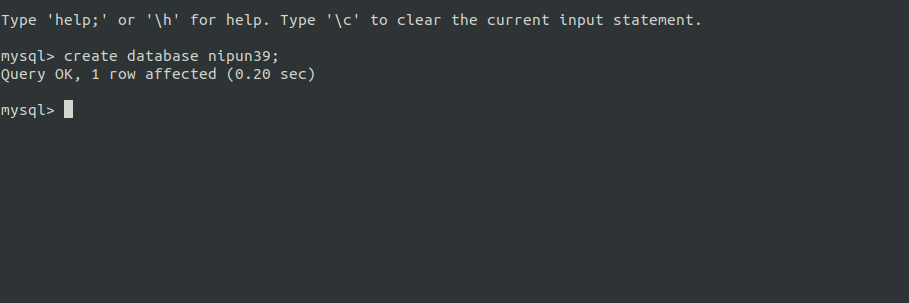 Type 'help;' or '\h' for help. Type '\c' to clear the current input statement.
mysql> create database nipun39;
Query OK, 1 row affected (0.20 sec)
mysql>